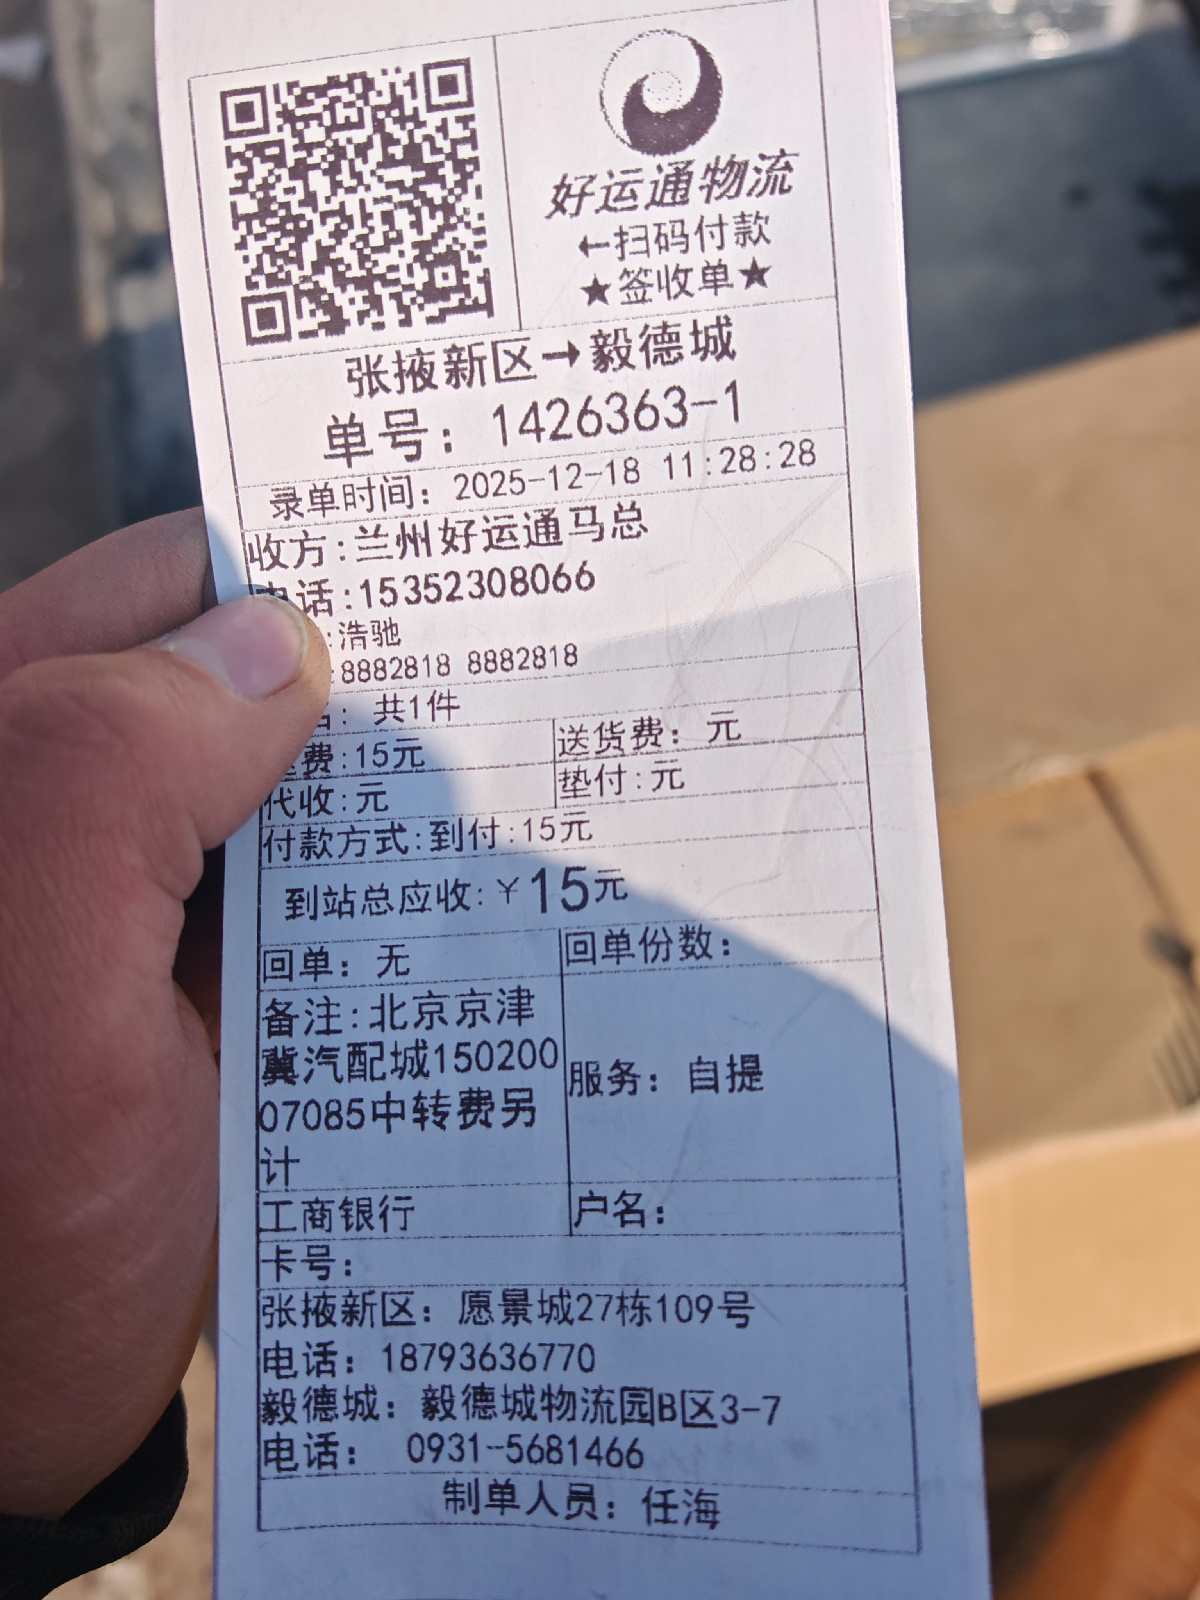 好运通物流
←扫码付款
★签收单★
张掖新区→毅德城
单号：1426363-1
录单时间：2025-12-18 11:28:28
收方:兰州好运通马总
电话:15352308066
:浩驰
:8882818 8882818
名：共1件
运费:15元
送货费：元
代收:元
垫付:元
付款方式:到付:15元
到站总应收:￥15元
回单：无
回单份数：
备注:北京京津
冀汽配城150200
07085中转费另
计
服务：自提
工商银行
户名：
卡号：
张掖新区：愿景城27栋109号
电话：18793636770
毅德城：毅德城物流园B区3-7
电话： 0931-5681466
制单人员：任海